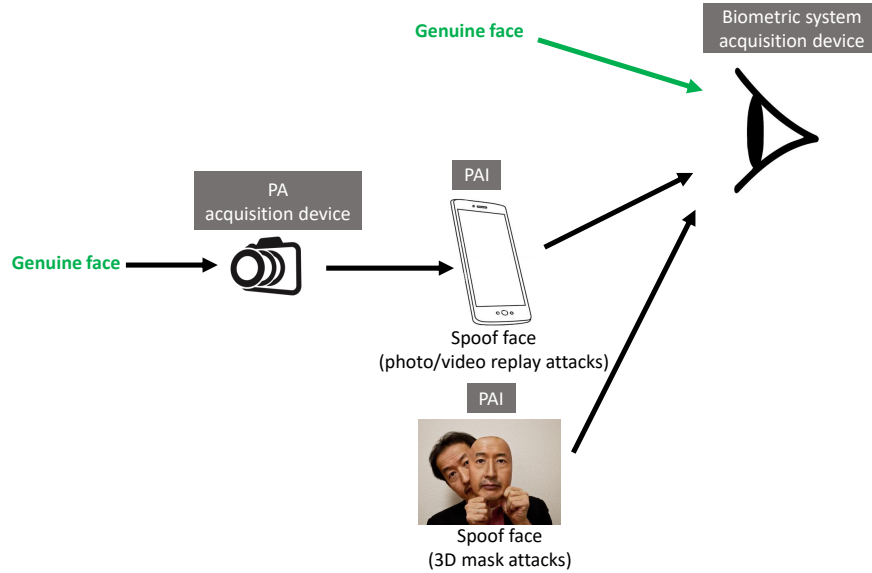 Genuine face
Biometric system
acquisition device
PA
acquisition device
PAI
Genuine face
Spoof face
(photo/video replay attacks)
PAI
Spoof face
(3D mask attacks)